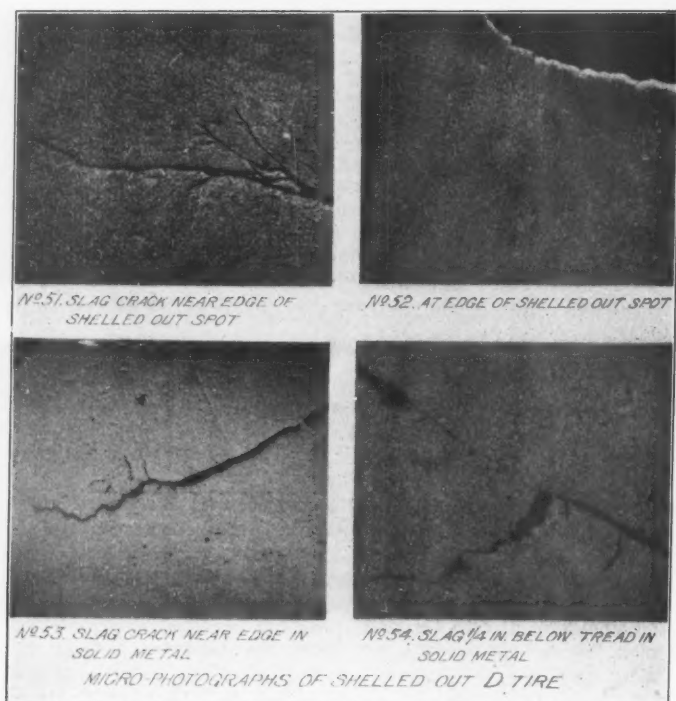 Nº51. SLAG CRACK NEAR EDGE OF
SHELLED OUT SPOT
Nº52. AT EDGE OF SHELLED OUT SPOT
Nº53. SLAG CRACK NEAR EDGE IN
SOLID METAL
Nº54. SLAG 1/4 IN. BELOW TREAD IN
SOLID METAL
MICRO-PHOTOGRAPHS OF SHELLED OUT D TIRE